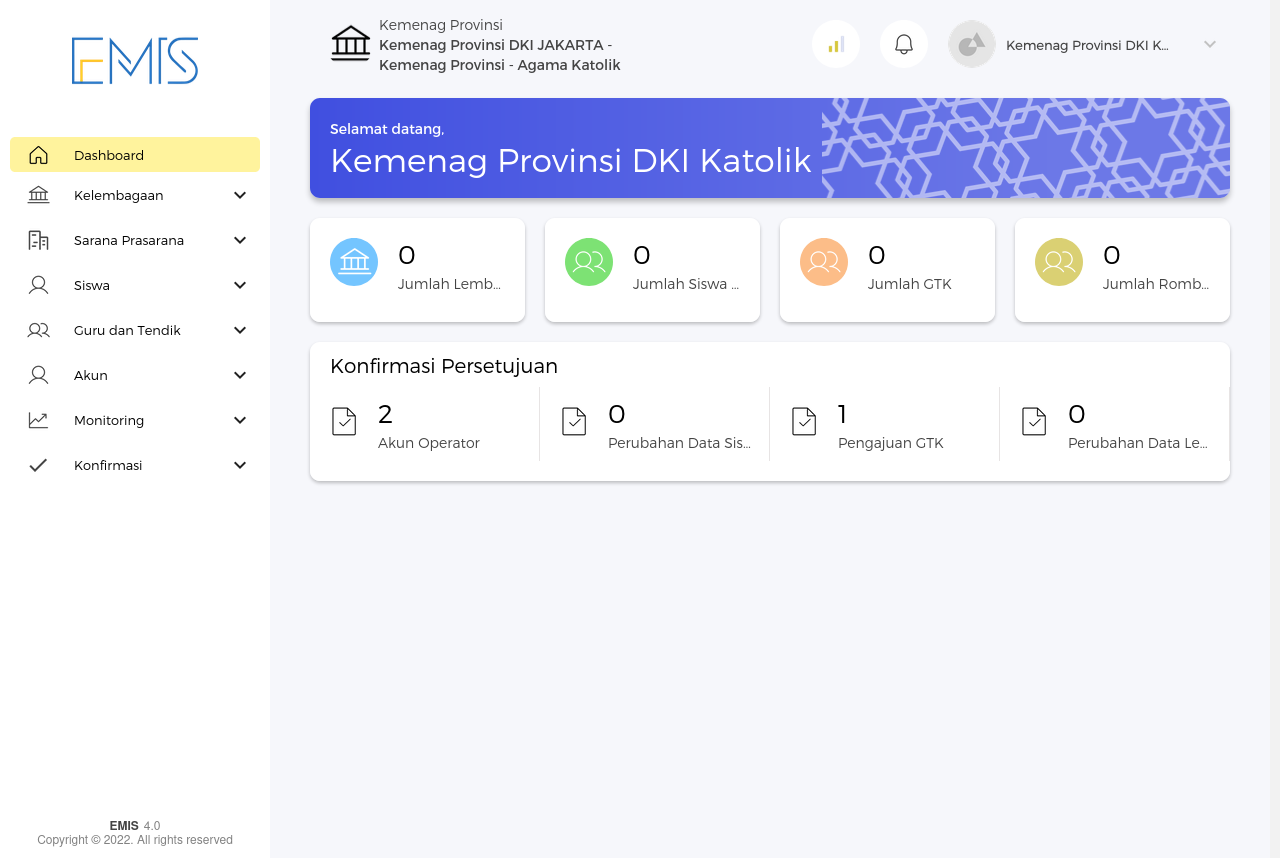 EMIS
Dashboard
Kelembagaan
Sarana Prasarana
Siswa
Guru dan Tendik
Akun
Monitoring
Konfirmasi
EMIS 4.0
Copyright © 2022. All rights reserved
Kemenag Provinsi
Kemenag Provinsi DKI JAKARTA -
Kemenag Provinsi - Agama Katolik
Kemenag Provinsi DKI K...
Selamat datang,
Kemenag Provinsi DKI Katolik
0
Jumlah Lemb...
0
Jumlah Siswa ...
0
Jumlah GTK
0
Jumlah Romb...
Konfirmasi Persetujuan
2
Akun Operator
0
Perubahan Data Sis...
1
Pengajuan GTK
0
Perubahan Data Le...